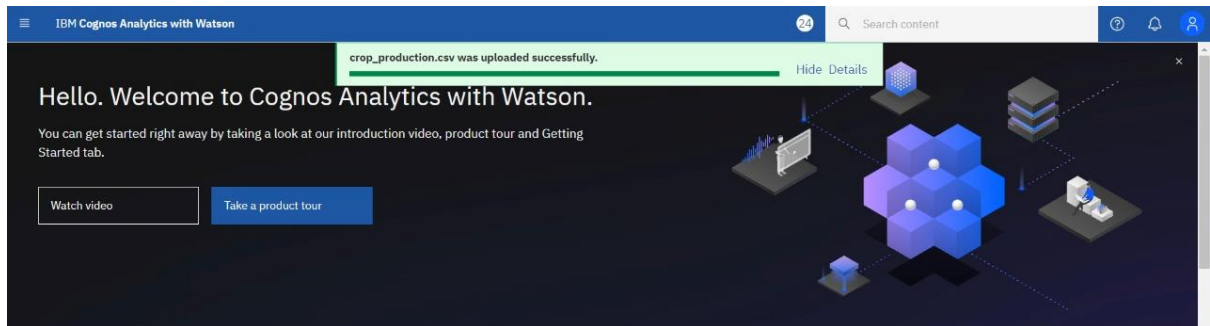 IBM Cognos Analytics with Watson
24
Search content
crop_production.csv was uploaded successfully.
Hide Details
Hello. Welcome to Cognos Analytics with Watson.
You can get started right away by taking a look at our introduction video, product tour and Getting
Started tab.
Watch video
Take a product tour